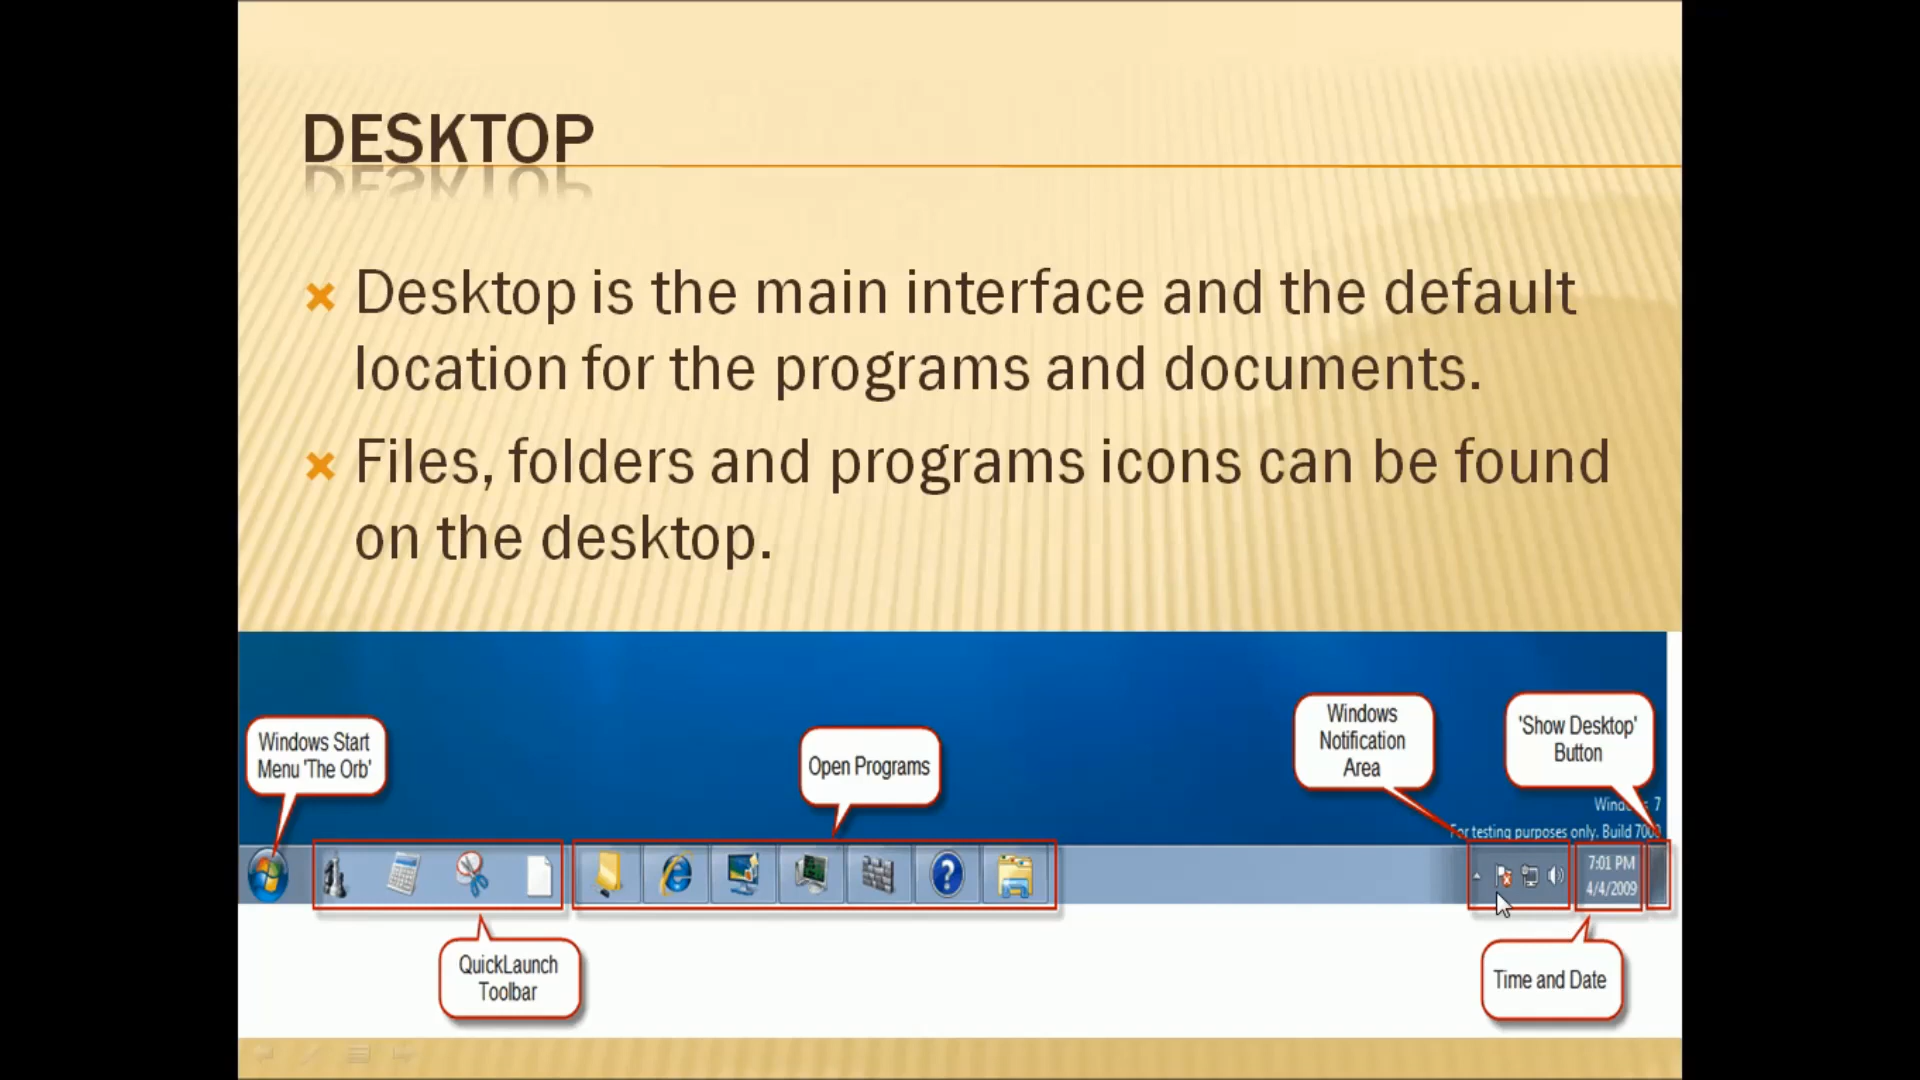 DESKTOP
Desktop is the main interface and the default
location for the programs and documents.
Files, folders and programs icons can be found
on the desktop.
Windows Start
Menu 'The Orb'
Open Programs
Windows
Notification
Area
'Show Desktop'
Button
7
For testing purposes only. Build 7000
7:01 PM
4/4/2009
QuickLaunch
Toolbar
Time and Date